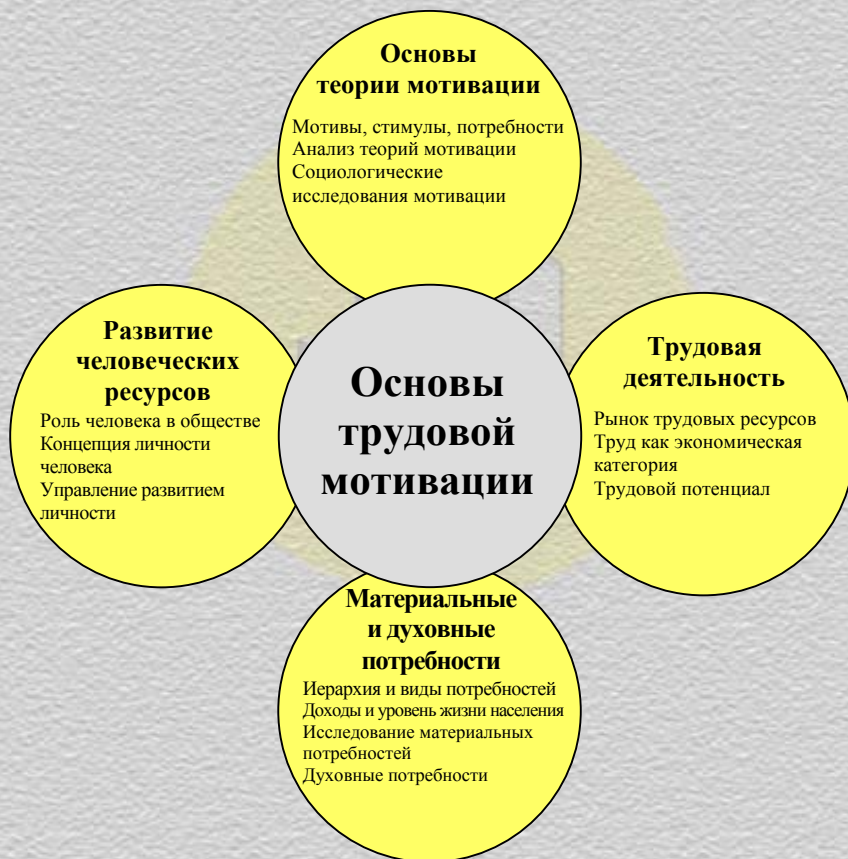 Основы
теории мотивации
Мотивы, стимулы, потребности
Анализ теорий мотивации
Социологические
исследования мотивации
Развитие
человеческих
ресурсов
Роль человека в обществе
Концепция личности
человека
Управление развитием
личности
Основы
трудовой
мотивации
Трудовая
деятельность
Рынок трудовых ресурсов
Труд как экономическая
категория
Трудовой потенциал
Материальные
и духовные
потребности
Иерархия и виды потребностей
Доходы и уровень жизни населения
Исследование материальных
потребностей
Духовные потребности